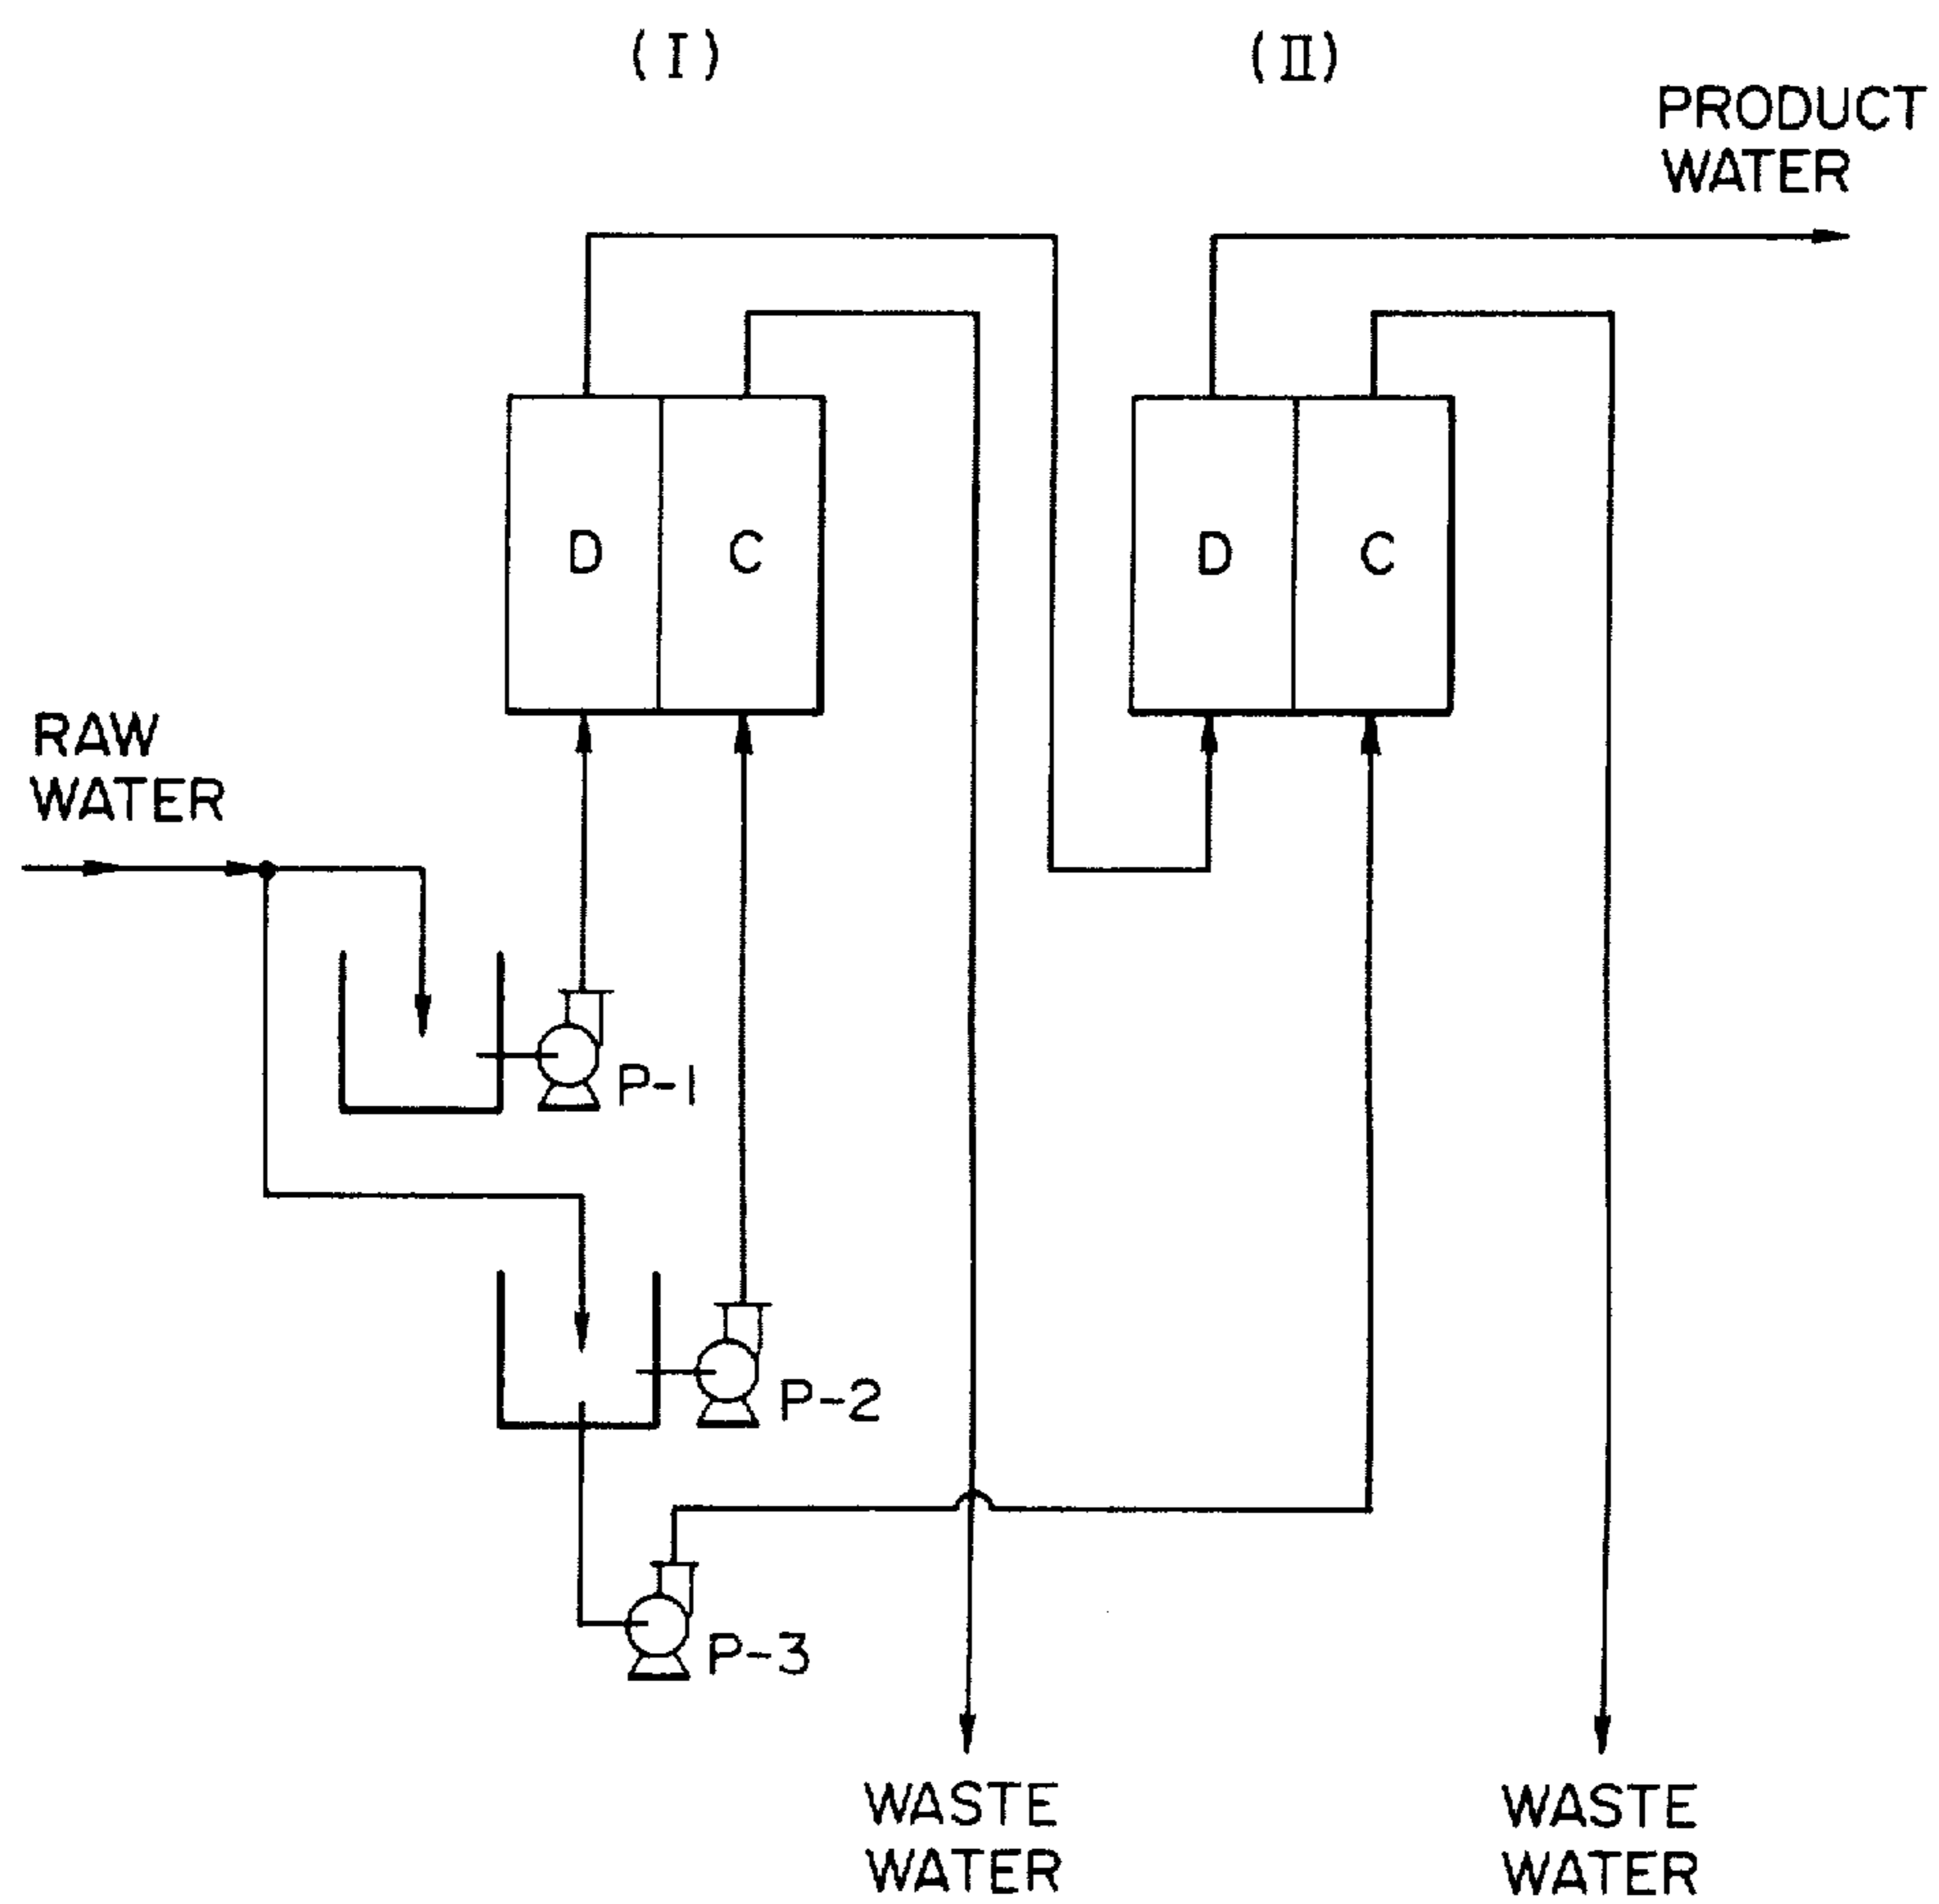 (I)
(II)
PRODUCT
WATER
D
C
D
C
RAW
WATER
P-1
P-2
P-3
WASTE
WATER
WASTE
WATER